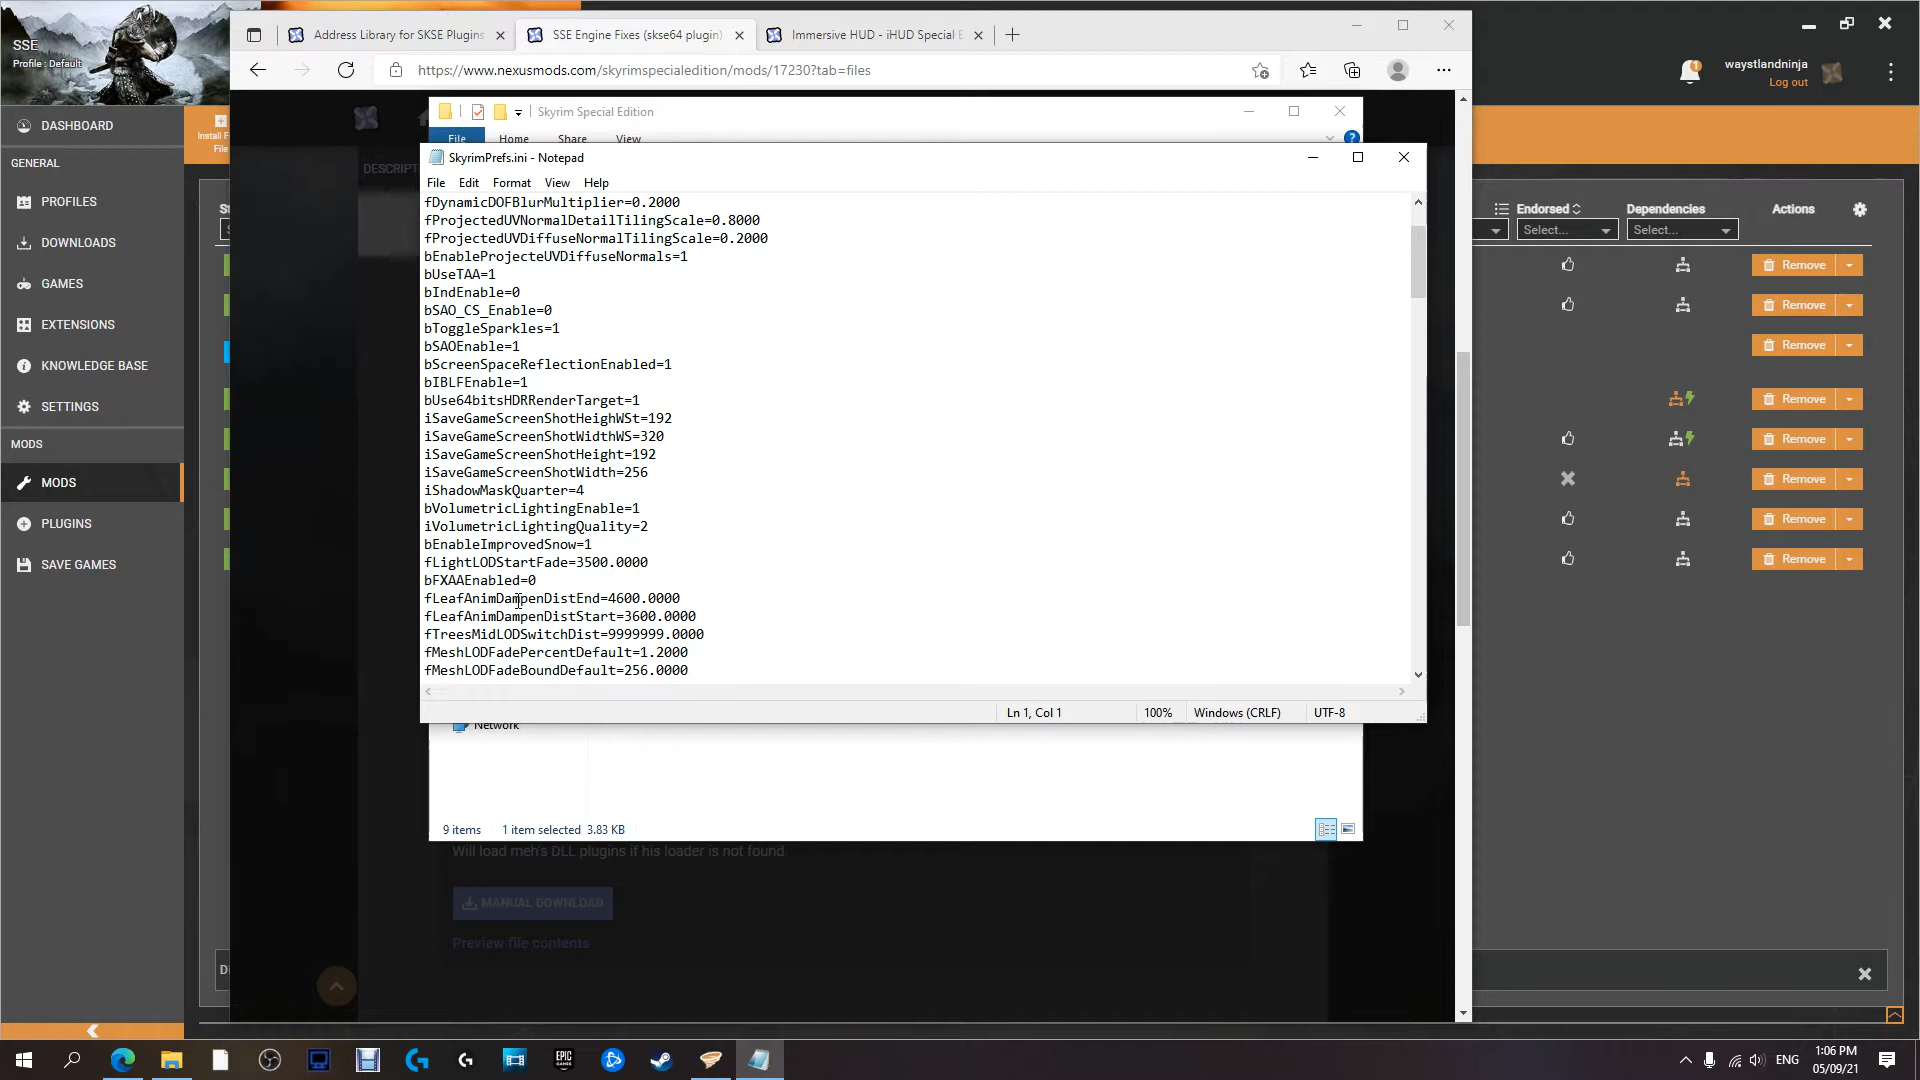 SSE
Profile : Default
Address Library for SKSE Plugins
SSE Engine Fixes (skse64 plugin)
Immersive HUD - iHUD Special E
https://www.nexusmods.com/skyrimspecialedition/mods/17230?tab=files
waystlandninja
Log out
DASHBOARD
GENERAL
PROFILES
DOWNLOADS
GAMES
EXTENSIONS
KNOWLEDGE BASE
SETTINGS
MODS
MODS
PLUGINS
SAVE GAMES
Install F
File
Skyrim Special Edition
File Home Share View
DESCRIPT
SkyrimPrefs.ini - Notepad
File Edit Format View Help
fDynamicDOFBlurMultiplier=0.2000
fProjectedUVNormalDetailTilingScale=0.8000
fProjectedUVDiffuseNormalTilingScale=0.2000
bEnableProjecteUVDiffuseNormals=1
bUseTAA=1
bIndEnable=0
bSAO_CS_Enable=0
bToggleSparkles=1
bSAOEnable=1
bScreenSpaceReflectionEnabled=1
bIBLFEnable=1
bUse64bitsHDRRenderTarget=1
iSaveGameScreenShotHeighWSt=192
iSaveGameScreenShotWidthWS=320
iSaveGameScreenShotHeight=192
iSaveGameScreenShotWidth=256
iShadowMaskQuarter=4
bVolumetricLightingEnable=1
iVolumetricLightingQuality=2
bEnableImprovedSnow=1
fLightLODStartFade=3500.0000
bFXAAEnabled=0
fLeafAnimDampenDistEnd=4600.0000
fLeafAnimDampenDistStart=3600.0000
fTreesMidLODSwitchDist=9999999.0000
fMeshLODFadePercentDefault=1.2000
fMeshLODFadeBoundDefault=256.0000
Ln 1, Col 1 100% Windows (CRLF) UTF-8
Network
9 items 1 item selected 3.83 KB
Will load meh's DLL plugins if his loader is not found.
MANUAL DOWNLOAD
Preview file contents
St
S
Endorsed Dependencies Actions
Select... Select...
Remove
Remove
Remove
Remove
Remove
Remove
Remove
Remove
D
EPIC
GAMES
ENG
1:06 PM
05/09/21